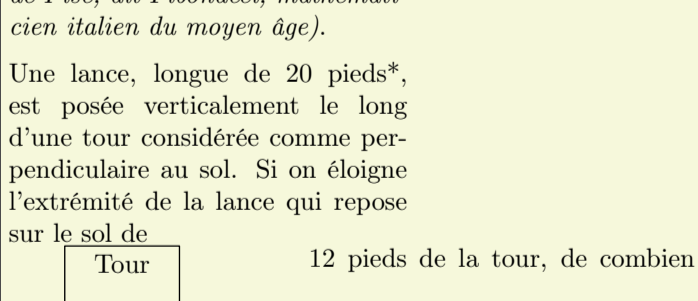 cien italien du moyen âge).
Une lance, longue de 20 pieds*,
est posée verticalement le long
d'une tour considérée comme per-
pendiculaire au sol. Si on éloigne
l'extrémité de la lance qui repose
sur le sol de
Tour
12 pieds de la tour, de combien